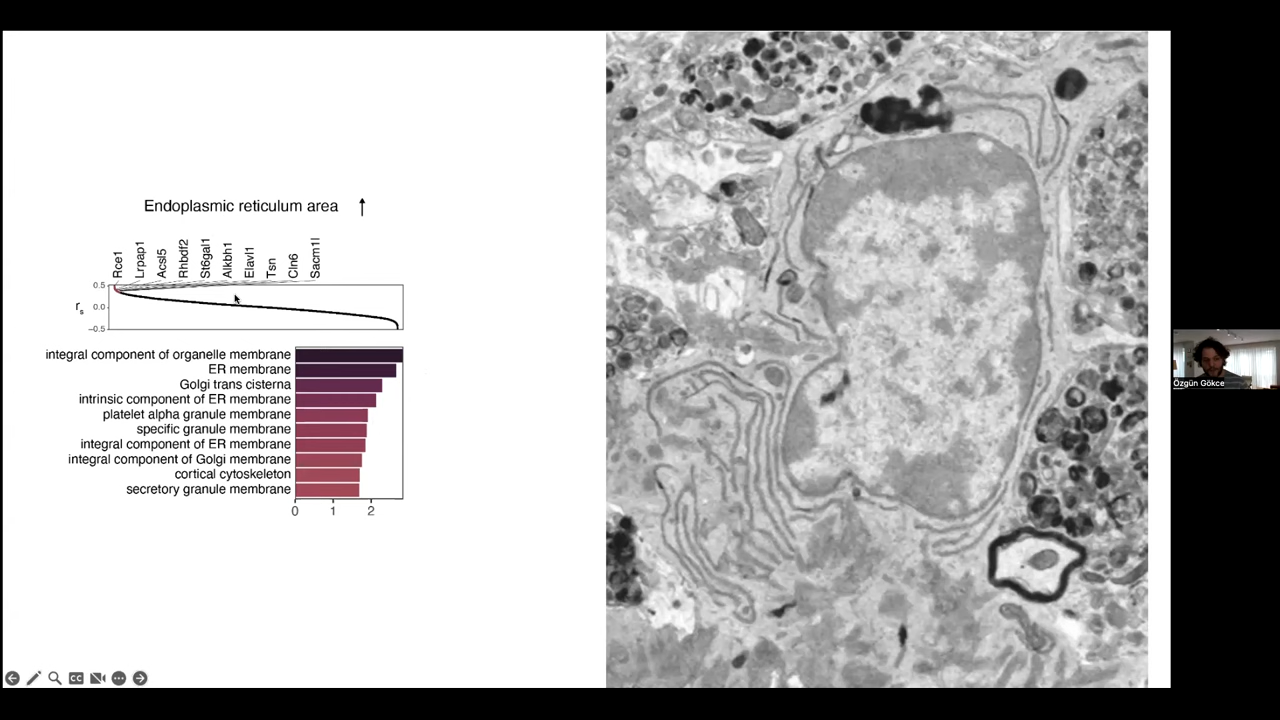 Endoplasmic reticulum area ↑
Rce1
Lrpap1
Acsl5
Rhbdf2
St6gal1
Alkbh1
Elavl1
Tsn
Cln6
Sacm1l
0.5
0.0
−0.5
rs
integral component of organelle membrane
ER membrane
Golgi trans cisterna
intrinsic component of ER membrane
platelet alpha granule membrane
specific granule membrane
integral component of ER membrane
integral component of Golgi membrane
cortical cytoskeleton
secretory granule membrane
0 1 2
CC
Özgün Gökce